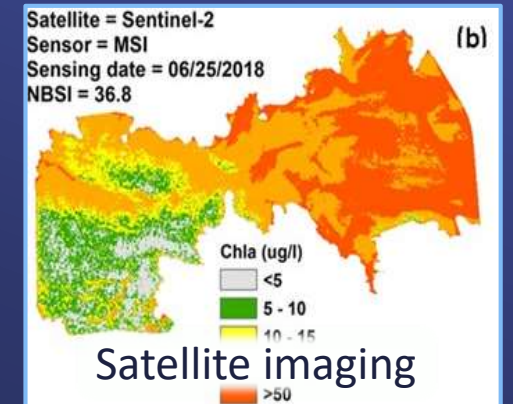 Satellite = Sentinel-2
Sensor = MSI
Sensing date = 06/25/2018
NBSI = 36.8
(b)
Chla (ug/l)
<5
5 - 10
10 - 15
Satellite imaging
>50